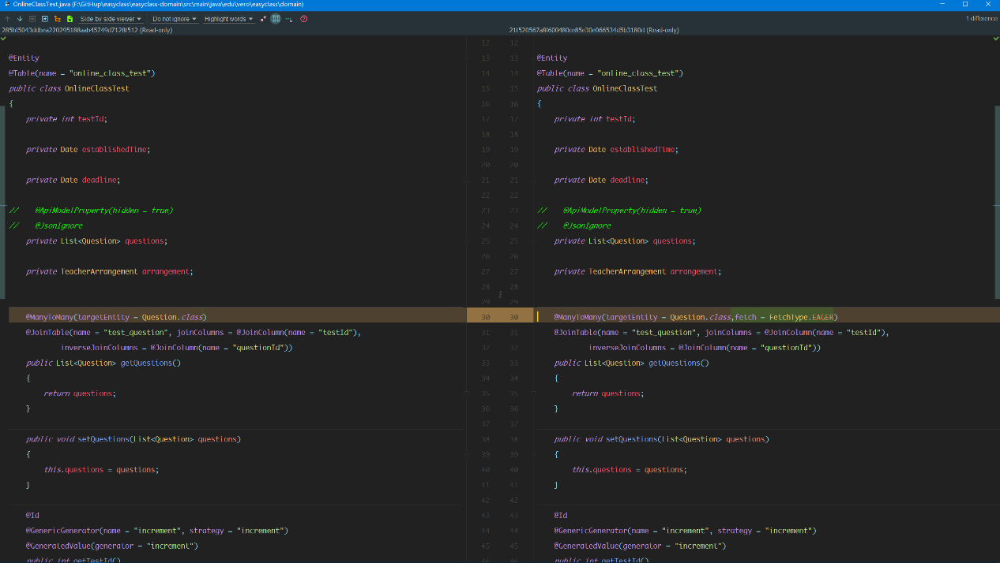 OnlineClassTest.java (F:\GitHup\easyclass\easyclass-domain\src\main\java\edu\vero\easyclass\domain)
Side by side viewer
Do not ignore
Highlight words
1 difference
(Read-only)
(Read-only)
12 12
@Entity 13 13 @Entity
@Table(name = "online_class_test") 14 14 @Table(name = "online_class_test")
public class OnlineClassTest 15 15 public class OnlineClassTest
{ 16 16 {
private int testId; 17 17 private int testId;
18 18
private Date establishedTime; 19 19 private Date establishedTime;
20 20
private Date deadline; 21 21 private Date deadline;
22 22
// @ApiModelProperty(hidden = true) 23 23 // @ApiModelProperty(hidden = true)
// @JsonIgnore 24 24 // @JsonIgnore
private List<Question> questions; 25 25 private List<Question> questions;
26 26
private TeacherArrangement arrangement; 27 27 private TeacherArrangement arrangement;
28 28
29 29
@ManyToMany(targetEntity = Question.class) 30 30 @ManyToMany(targetEntity = Question.class,fetch = FetchType.EAGER)
@JoinTable(name = "test_question", joinColumns = @JoinColumn(name = "testId"), 31 31 @JoinTable(name = "test_question", joinColumns = @JoinColumn(name = "testId"),
inverseJoinColumns = @JoinColumn(name = "questionId")) 32 32 inverseJoinColumns = @JoinColumn(name = "questionId"))
public List<Question> getQuestions() 33 33 public List<Question> getQuestions()
{ 34 34 {
return questions; 35 35 return questions;
} 36 36 }
37 37
public void setQuestions(List<Question> questions) 38 38 public void setQuestions(List<Question> questions)
{ 39 39 {
this.questions = questions; 40 40 this.questions = questions;
} 41 41 }
42 42
@Id 43 43 @Id
@GenericGenerator(name = "increment", strategy = "increment") 44 44 @GenericGenerator(name = "increment", strategy = "increment")
@GeneratedValue(generator = "increment") 45 45 @GeneratedValue(generator = "increment")
public int getTestId() 46 46 public int getTestId()